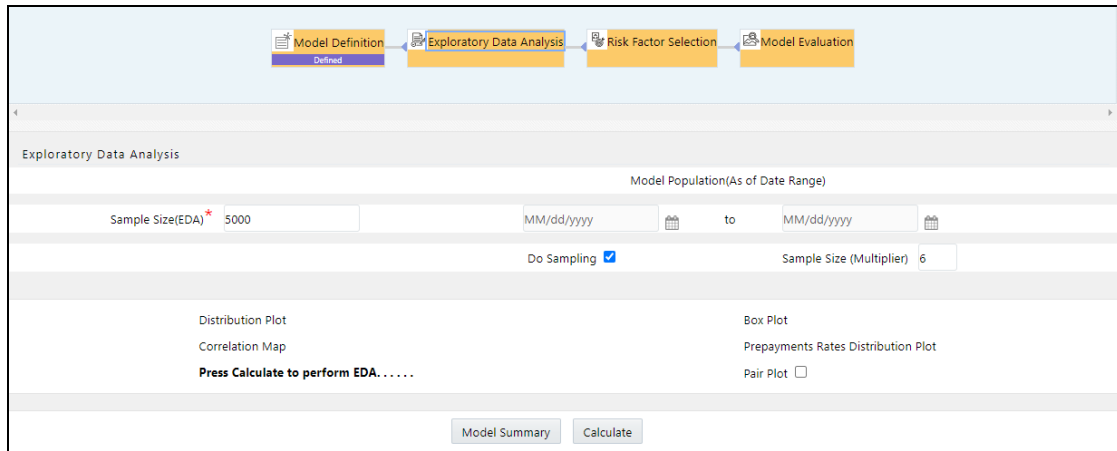 Model Definition
Defined
Exploratory Data Analysis
Risk Factor Selection
Model Evaluation
Exploratory Data Analysis
Model Population(As of Date Range)
Sample Size(EDA)* 5000 MM/dd/yyyy to MM/dd/yyyy
Do Sampling Sample Size (Multiplier) 6
Distribution Plot Box Plot
Correlation Map Prepayments Rates Distribution Plot
Press Calculate to perform EDA. . . . . . Pair Plot
Model Summary Calculate